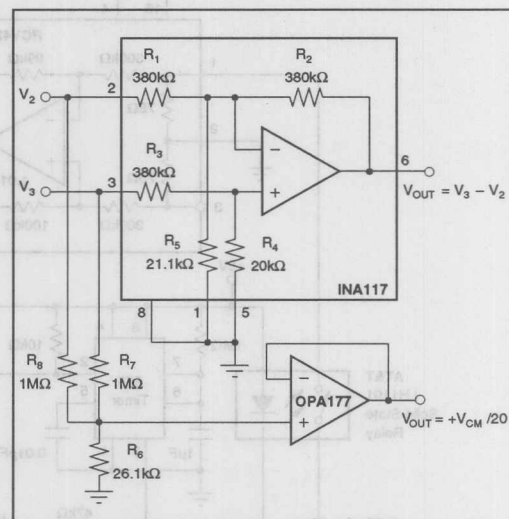 R1
380kΩ
R2
380kΩ
V2
2
R3
380kΩ
V3
3
6
VOUT = V3 – V2
R5
21.1kΩ
R4
20kΩ
INA117
8
1
5
R8
1MΩ
R7
1MΩ
OPA177
VOUT = +VCM /20
R6
26.1kΩ